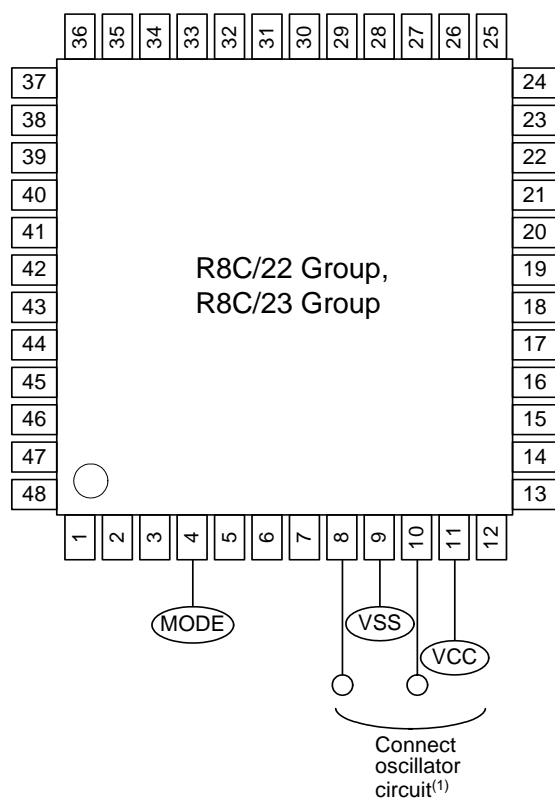 36 35 34 33 32 31 30 29 28 27 26 25
37 24
38 23
39 22
40 21
41 20
42 19
43 18
44 17
45 16
46 15
47 14
48 13
R8C/22 Group,
R8C/23 Group
1 2 3 4 5 6 7 8 9 10 11 12
MODE
VSS
VCC
Connect
oscillator
circuit(1)